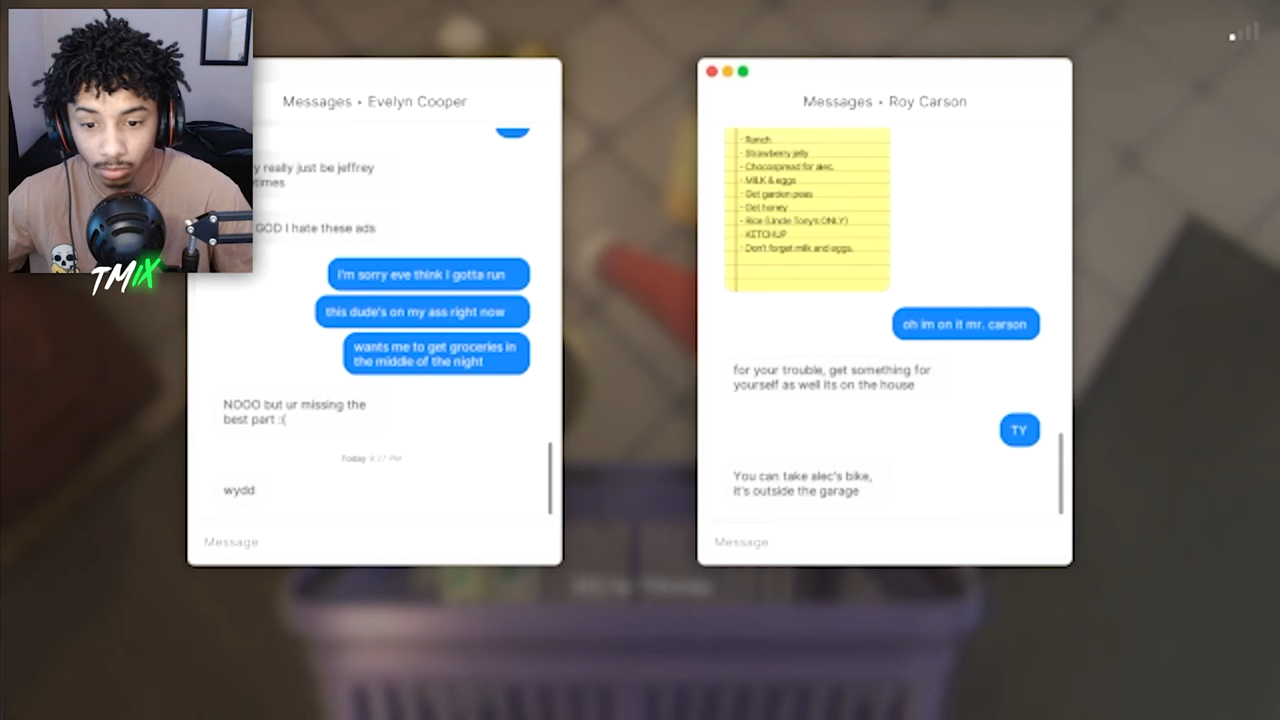 TMIX
Messages • Evelyn Cooper
y really just be jeffrey
times
GOD I hate these ads
I'm sorry eve think I gotta run
this dude's on my ass right now
wants me to get groceries in
the middle of the night
NOOO but ur missing the
best part :(
Today 9:27 PM
wydd
Message
Messages • Roy Carson
- Ranch
- Strawberry jelly
- Chocospread for alec.
- MILK & eggs
- Get garden peas
- Get honey
- Rice (Uncle Tony's ONLY)
- KETCHUP
- Don't forget milk and eggs.
oh im on it mr. carson
for your trouble, get something for
yourself as well its on the house
TY
You can take alec's bike,
it's outside the garage
Message